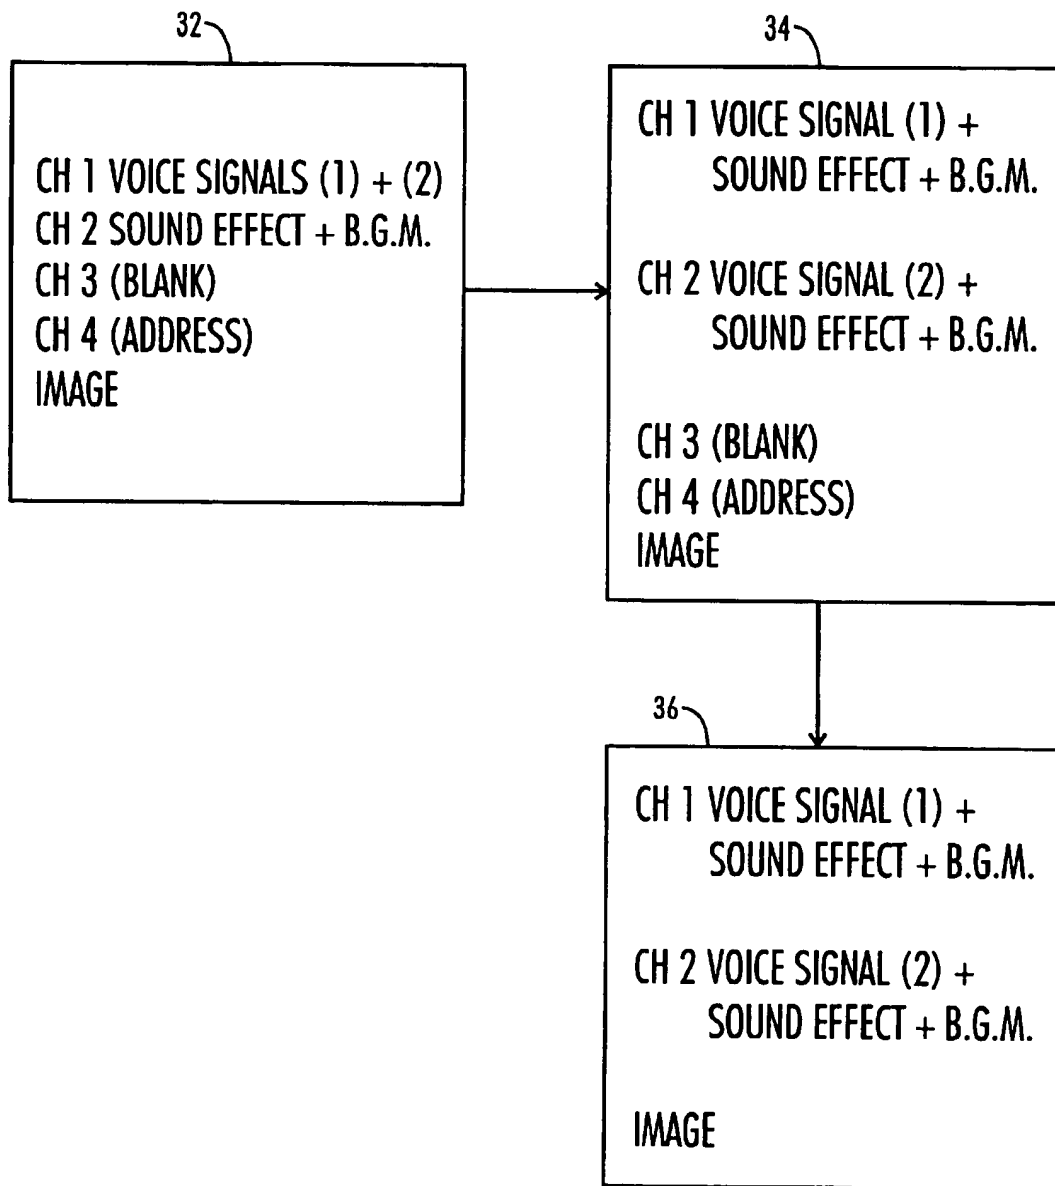 32
CH 1 VOICE SIGNALS (1) + (2)
CH 2 SOUND EFFECT + B.G.M.
CH 3 (BLANK)
CH 4 (ADDRESS)
IMAGE
34
CH 1 VOICE SIGNAL (1) +
SOUND EFFECT + B.G.M.
CH 2 VOICE SIGNAL (2) +
SOUND EFFECT + B.G.M.
CH 3 (BLANK)
CH 4 (ADDRESS)
IMAGE
36
CH 1 VOICE SIGNAL (1) +
SOUND EFFECT + B.G.M.
CH 2 VOICE SIGNAL (2) +
SOUND EFFECT + B.G.M.
IMAGE